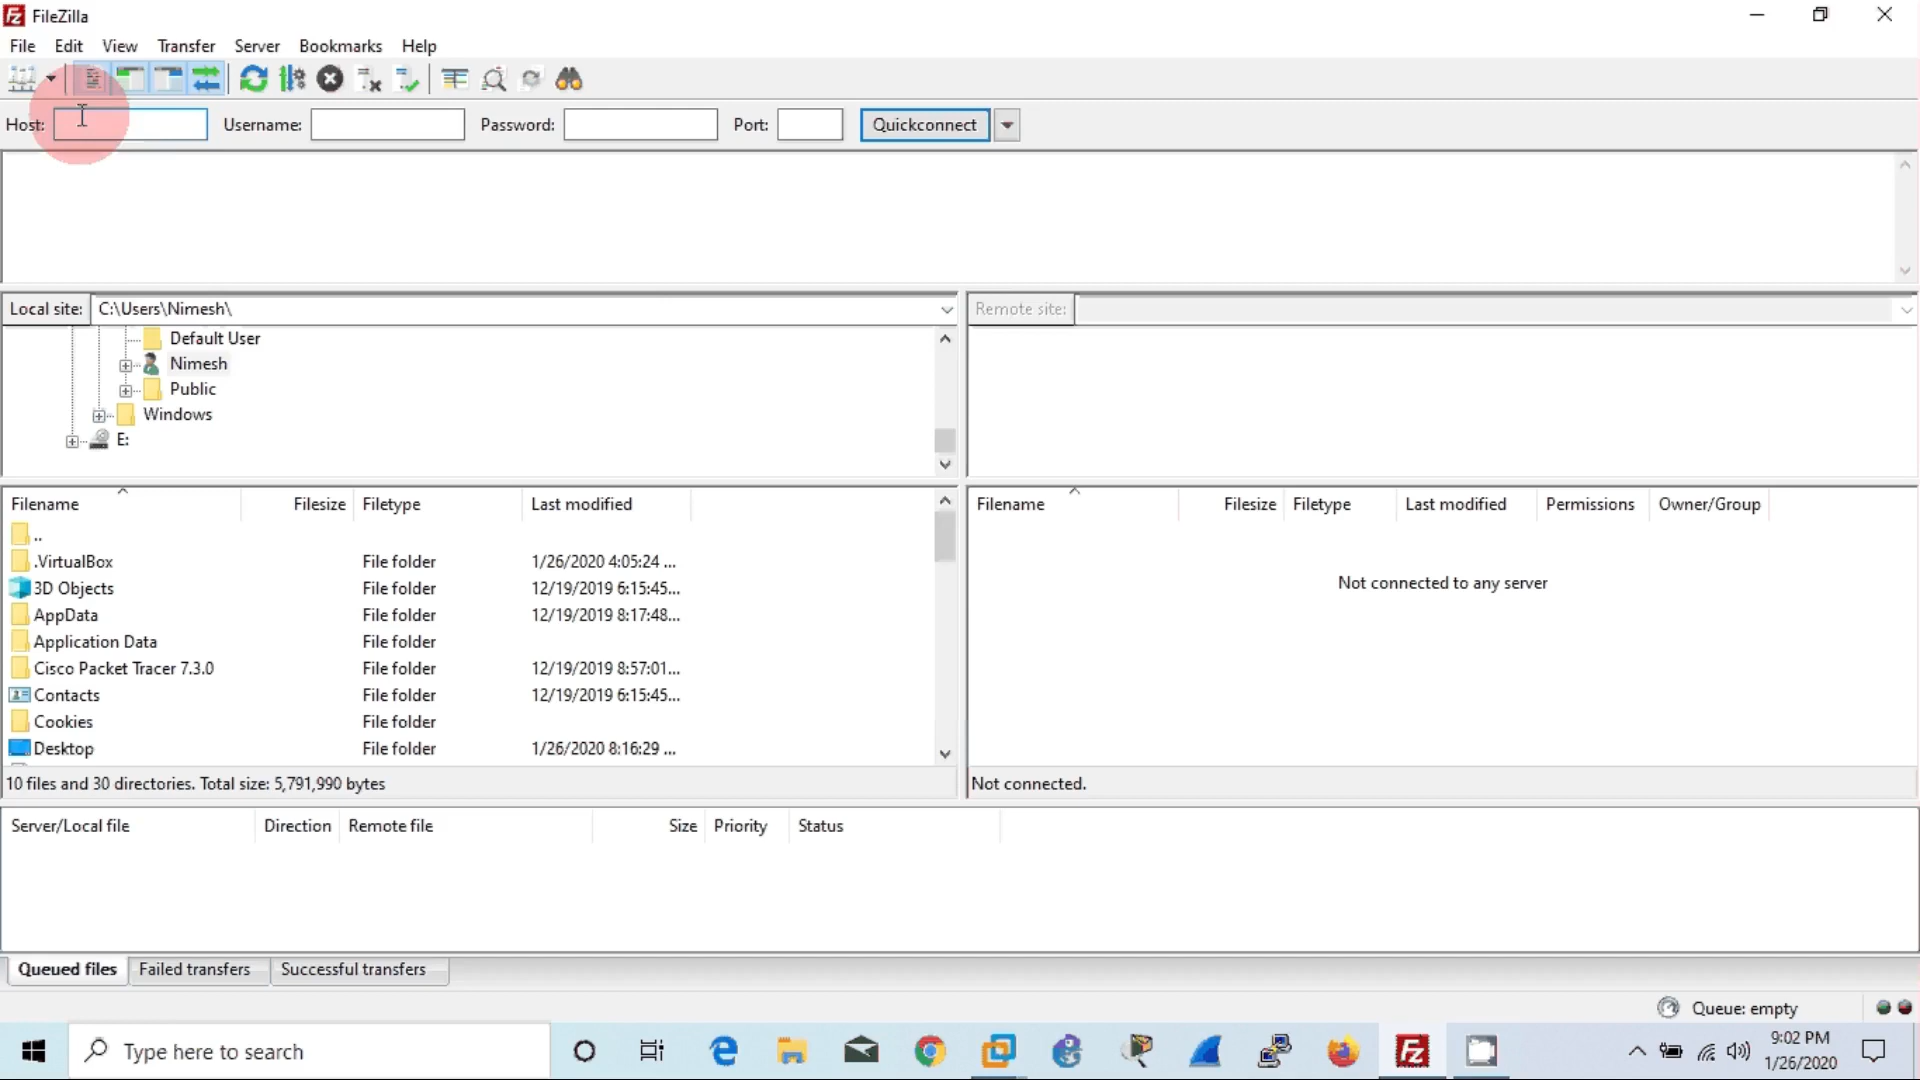 FileZilla
File Edit View Transfer Server Bookmarks Help
Host: Username: Password: Port: Quickconnect
Local site: C:\Users\Nimesh\ Remote site:
Default User
Nimesh
Public
Windows
E:
Filename Filesize Filetype Last modified
..
.VirtualBox File folder 1/26/2020 4:05:24 ...
3D Objects File folder 12/19/2019 6:15:45...
AppData File folder 12/19/2019 8:17:48...
Application Data File folder
Cisco Packet Tracer 7.3.0 File folder 12/19/2019 8:57:01...
Contacts File folder 12/19/2019 6:15:45...
Cookies File folder
Desktop File folder 1/26/2020 8:16:29 ...
10 files and 30 directories. Total size: 5,791,990 bytes
Filename Filesize Filetype Last modified Permissions Owner/Group
Not connected to any server
Not connected.
Server/Local file Direction Remote file Size Priority Status
Queued files Failed transfers Successful transfers
Queue: empty
Type here to search
9:02 PM
1/26/2020